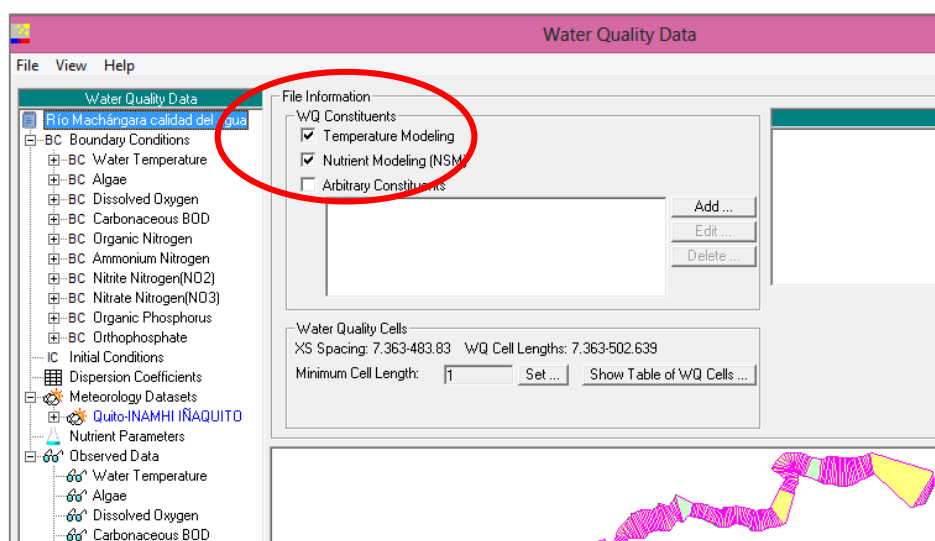 Water Quality Data
File View Help
Water Quality Data
Río Machángara calidad del agua
BC Boundary Conditions
BC Water Temperature
BC Algae
BC Dissolved Oxygen
BC Carbonaceous BOD
BC Organic Nitrogen
BC Ammonium Nitrogen
BC Nitrite Nitrogen(NO2)
BC Nitrate Nitrogen(NO3)
BC Organic Phosphorus
BC Orthophosphate
IC Initial Conditions
Dispersion Coefficients
Meteorology Datasets
Quito-INAMHI IÑAQUITO
Nutrient Parameters
Observed Data
Water Temperature
Algae
Dissolved Oxygen
Carbonaceous BOD
File Information
WQ Constituents
Temperature Modeling
Nutrient Modeling (NSM)
Arbitrary Constituents
Add ...
Edit ...
Delete ...
Water Quality Cells
XS Spacing: 7.363-483.83 WQ Cell Lengths: 7.363-502.639
Minimum Cell Length: 1 Set ... Show Table of WQ Cells ...